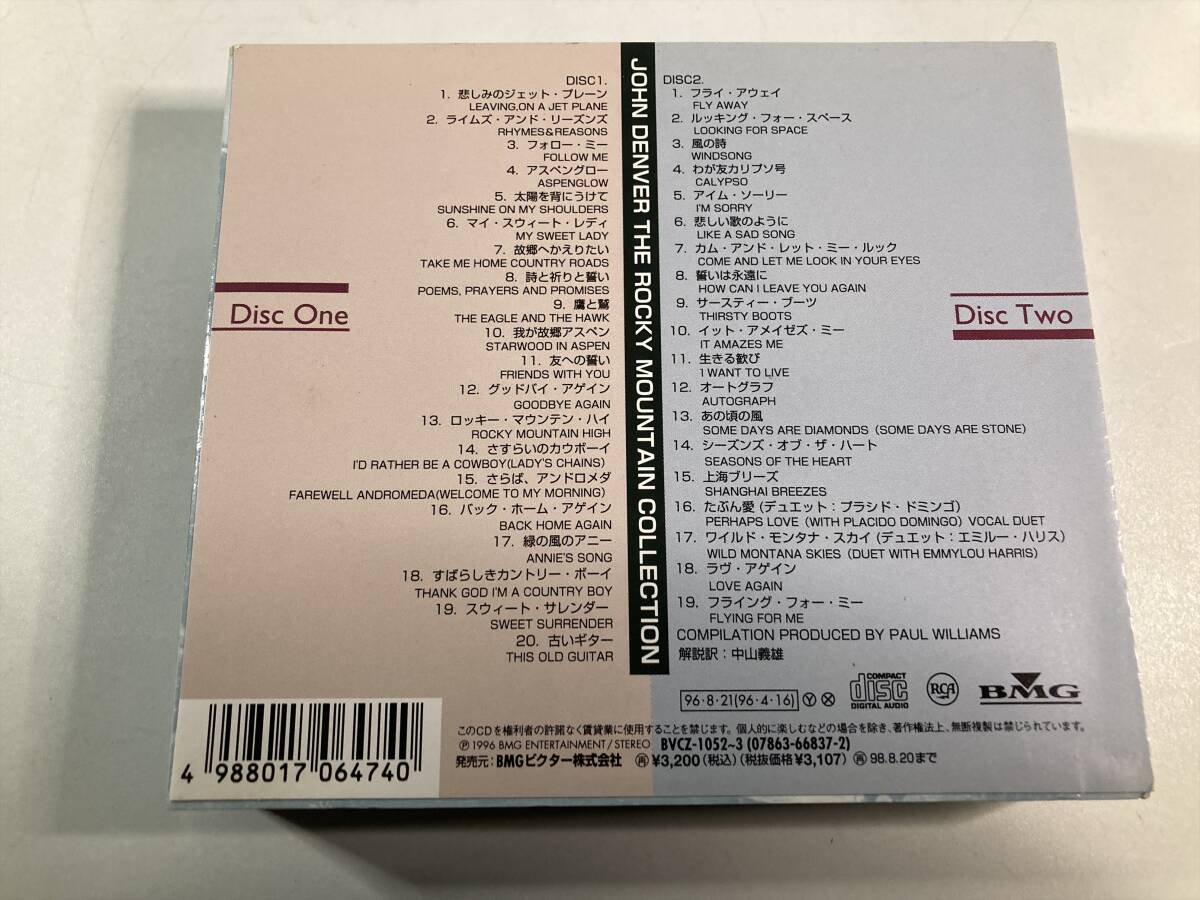 DISC1.
1. 悲しみのジェット・プレーン
LEAVING,ON A JET PLANE
2. ライムズ・アンド・リーズンズ
RHYMES&REASONS
3. フォロー・ミー
FOLLOW ME
4. アスペングロー
ASPENGLOW
5. 太陽を背にうけて
SUNSHINE ON MY SHOULDERS
6. マイ・スウィート・レディ
MY SWEET LADY
7. 故郷へかえりたい
TAKE ME HOME COUNTRY ROADS
8. 詩と祈りと誓い
POEMS, PRAYERS AND PROMISES
9. 鷹と鷲
THE EAGLE AND THE HAWK
10. 我が故郷アスペン
STARWOOD IN ASPEN
11. 友への誓い
FRIENDS WITH YOU
12. グッドバイ・アゲイン
GOODBYE AGAIN
13. ロッキー・マウンテン・ハイ
ROCKY MOUNTAIN HIGH
14. さすらいのカウボーイ
I'D RATHER BE A COWBOY(LADY'S CHAINS)
15. さらば、アンドロメダ
FAREWELL ANDROMEDA(WELCOME TO MY MORNING)
16. バック・ホーム・アゲイン
BACK HOME AGAIN
17. 緑の風のアニー
ANNIE'S SONG
18. すばらしきカントリー・ボーイ
THANK GOD I'M A COUNTRY BOY
19. スウィート・サレンダー
SWEET SURRENDER
20. 古いギター
THIS OLD GUITAR
Disc One
JOHN DENVER THE ROCKY MOUNTAIN COLLECTION
DISC2.
1. フライ・アウェイ
FLY AWAY
2. ルッキング・フォー・スペース
LOOKING FOR SPACE
3. 風の詩
WINDSONG
4. わが友カリプソ号
CALYPSO
5. アイム・ソーリー
I'M SORRY
6. 悲しい歌のように
LIKE A SAD SONG
7. カム・アンド・レット・ミー・ルック
COME AND LET ME LOOK IN YOUR EYES
8. 誓いは永遠に
HOW CAN I LEAVE YOU AGAIN
9. サースティー・ブーツ
THIRSTY BOOTS
10. イット・アメイゼズ・ミー
IT AMAZES ME
11. 生きる歓び
I WANT TO LIVE
12. オートグラフ
AUTOGRAPH
13. あの頃の風
SOME DAYS ARE DIAMONDS (SOME DAYS ARE STONE)
14. シーズンズ・オブ・ザ・ハート
SEASONS OF THE HEART
15. 上海ブリーズ
SHANGHAI BREEZES
16. たぶん愛 (デュエット：プラシド・ドミンゴ)
PERHAPS LOVE (WITH PLACIDO DOMINGO) VOCAL DUET
17. ワイルド・モンタナ・スカイ (デュエット：エミルー・ハリス)
WILD MONTANA SKIES (DUET WITH EMMYLOU HARRIS)
18. ラヴ・アゲイン
LOVE AGAIN
19. フライング・フォー・ミー
FLYING FOR ME
COMPILATION PRODUCED BY PAUL WILLIAMS
解説訳：中山義雄
Disc Two
96・8・21(96・4・16) Ⓨ Ⓧ
COMPACT disc DIGITAL AUDIO
RCA
BMG
このCDを権利者の許諾なく賃貸業に使用することを禁じます。個人的に楽しむなどの場合を除き、著作権法上、無断複製は禁じられています。
Ⓟ 1996 BMG ENTERTAINMENT/STEREO BVCZ-1052~3 (07863-66837-2)
発売元：BMGビクター株式会社 ㊞ ¥3,200(税込)(税抜価格¥3,107) 再 98.8.20まで
4 988017 064740